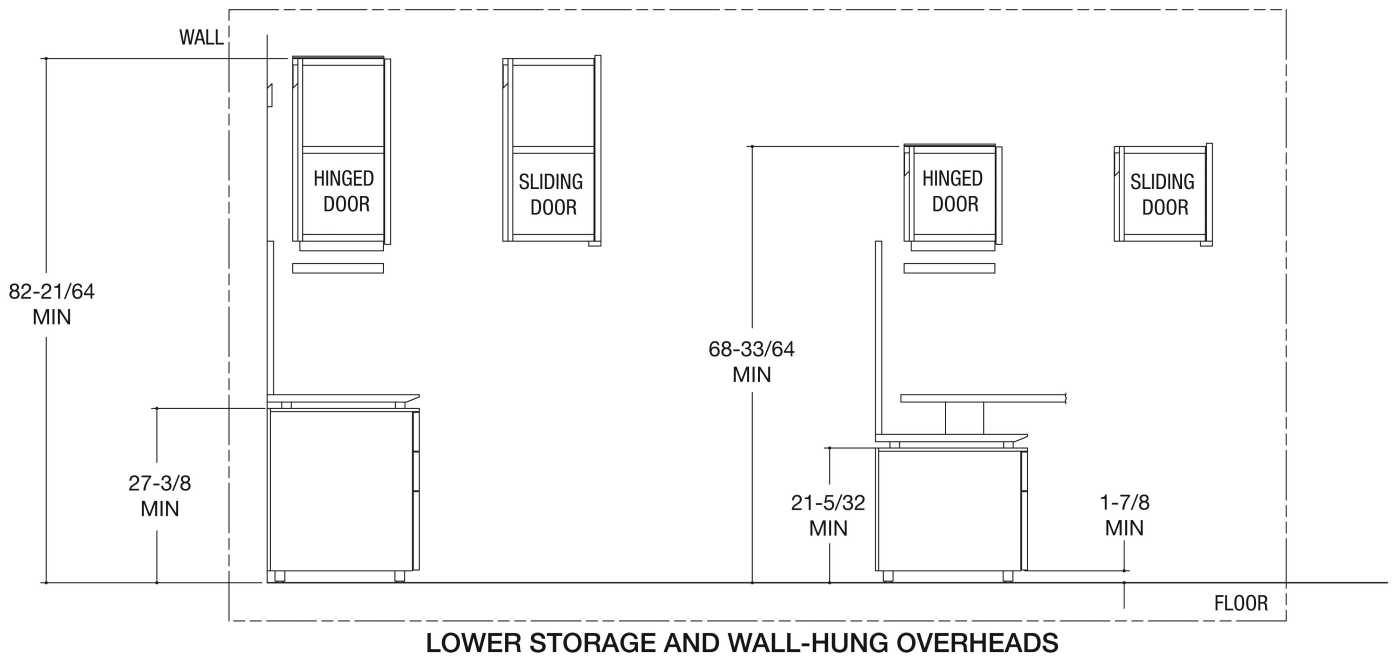 WALL
HINGED
DOOR
SLIDING
DOOR
HINGED
DOOR
SLIDING
DOOR
82-21/64
MIN
68-33/64
MIN
27-3/8
MIN
21-5/32
MIN
1-7/8
MIN
FLOOR
LOWER STORAGE AND WALL-HUNG OVERHEADS